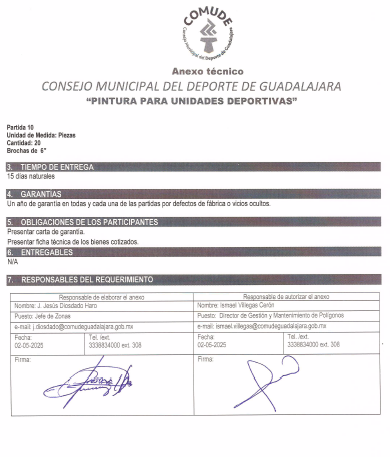 COMUDE
Consejo Municipal del Deporte de Guadalajara
Anexo técnico
CONSEJO MUNICIPAL DEL DEPORTE DE GUADALAJARA
"PINTURA PARA UNIDADES DEPORTIVAS"
Partida 10
Unidad de Medida: Piezas
Cantidad: 20
Brochas de 6"
3. TIEMPO DE ENTREGA
15 días naturales
4. GARANTÍAS
Un año de garantía en todas y cada una de las partidas por defectos de fábrica o vicios ocultos.
5. OBLIGACIONES DE LOS PARTICIPANTES
Presentar carta de garantía.
Presentar ficha técnica de los bienes cotizados.
6. ENTREGABLES
N/A
7. RESPONSABLES DEL REQUERIMIENTO
Responsable de elaborar el anexo
Responsable de autorizar el anexo
Nombre: J. Jesús Diosdado Haro
Nombre: Ismael Villegas Cerón
Puesto: Jefe de Zonas
Puesto: Director de Gestión y Mantenimiento de Polígonos
e-mail: j.diosdado@comudeguadalajara.gob.mx
e-mail: ismael.villegas@comudeguadalajara.gob.mx
Fecha:
02-05-2025
Tel. /ext.
3338834000 ext. 308
Fecha:
02-05-2025
Tel. /ext.
3338834000 ext. 308
Firma:
Firma: